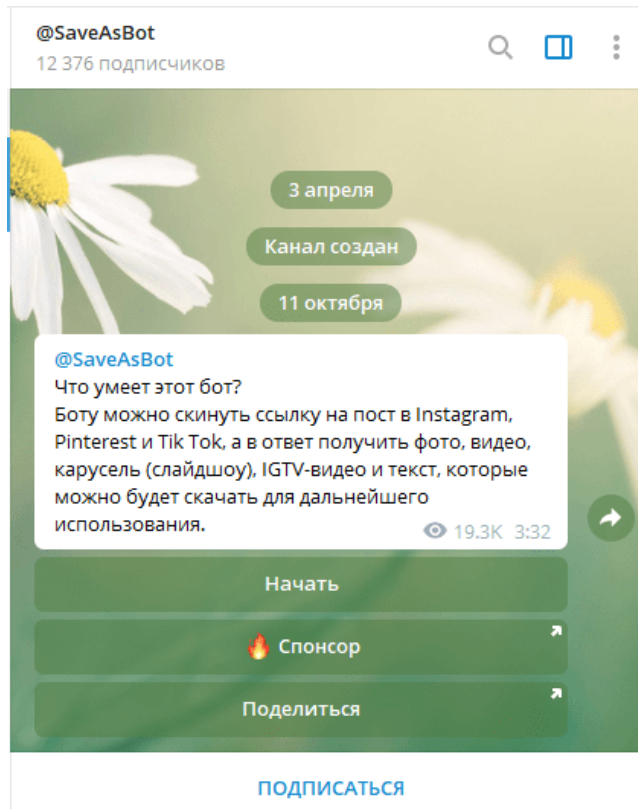 @SaveAsBot
12 376 подписчиков
3 апреля
Канал создан
11 октября
@SaveAsBot
Что умеет этот бот?
Боту можно скинуть ссылку на пост в Instagram,
Pinterest и Tik Tok, а в ответ получить фото, видео,
карусель (слайдшоу), IGTV-видео и текст, которые
можно будет скачать для дальнейшего
использования.
19.3K 3:32
Начать
🔥 Спонсор
Поделиться
ПОДПИСАТЬСЯ